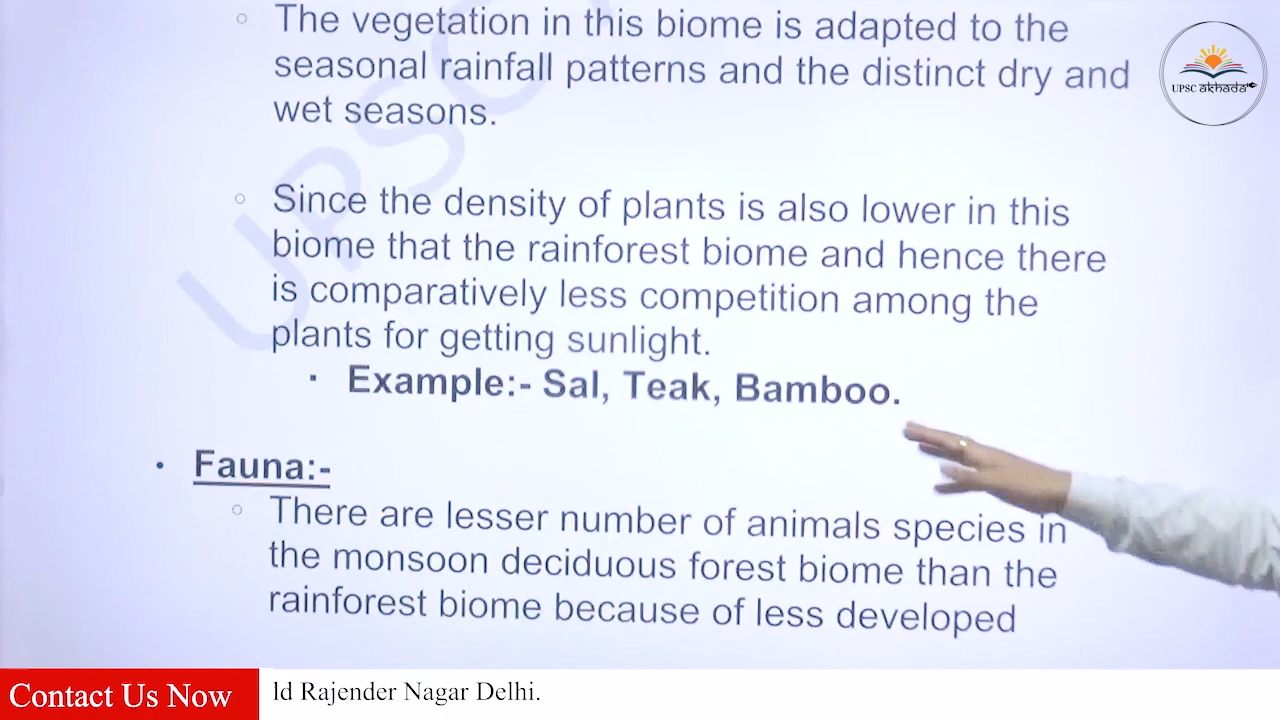 The vegetation in this biome is adapted to the
seasonal rainfall patterns and the distinct dry and
wet seasons.
UPSC
UPSC akhada
Since the density of plants is also lower in this
biome that the rainforest biome and hence there
is comparatively less competition among the
plants for getting sunlight.
Example:- Sal, Teak, Bamboo.
Fauna:-
There are lesser number of animals species in
the monsoon deciduous forest biome than the
rainforest biome because of less developed
Contact Us Now
ld Rajender Nagar Delhi.